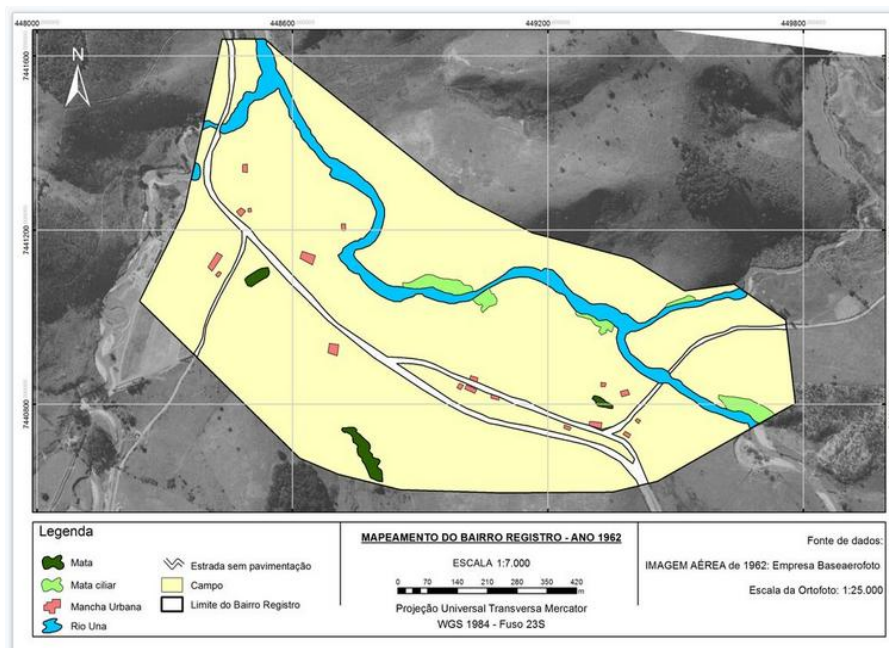 448000
448600
449200
449800
7441600
N
7441200
7440800
Legenda
Mata
Mata ciliar
Mancha Urbana
Rio Una
Estrada sem pavimentação
Campo
Limite do Bairro Registro
MAPEAMENTO DO BAIRRO REGISTRO - ANO 1962
ESCALA 1:7.000
0 35 70 140 210 280 350 420
m
Projeção Universal Transversa Mercator
WGS 1984 - Fuso 23S
Fonte de dados:
IMAGEM AÉREA de 1962: Empresa Baseaerofoto
Escala da Ortofoto: 1:25.000